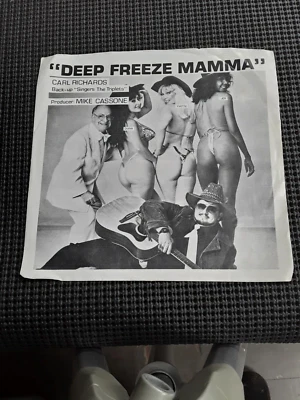 "DEEP FREEZE MAMMA"
CARL RICHARDS
Back-up "Singers The Triplets"
Producer: MIKE CASSONE